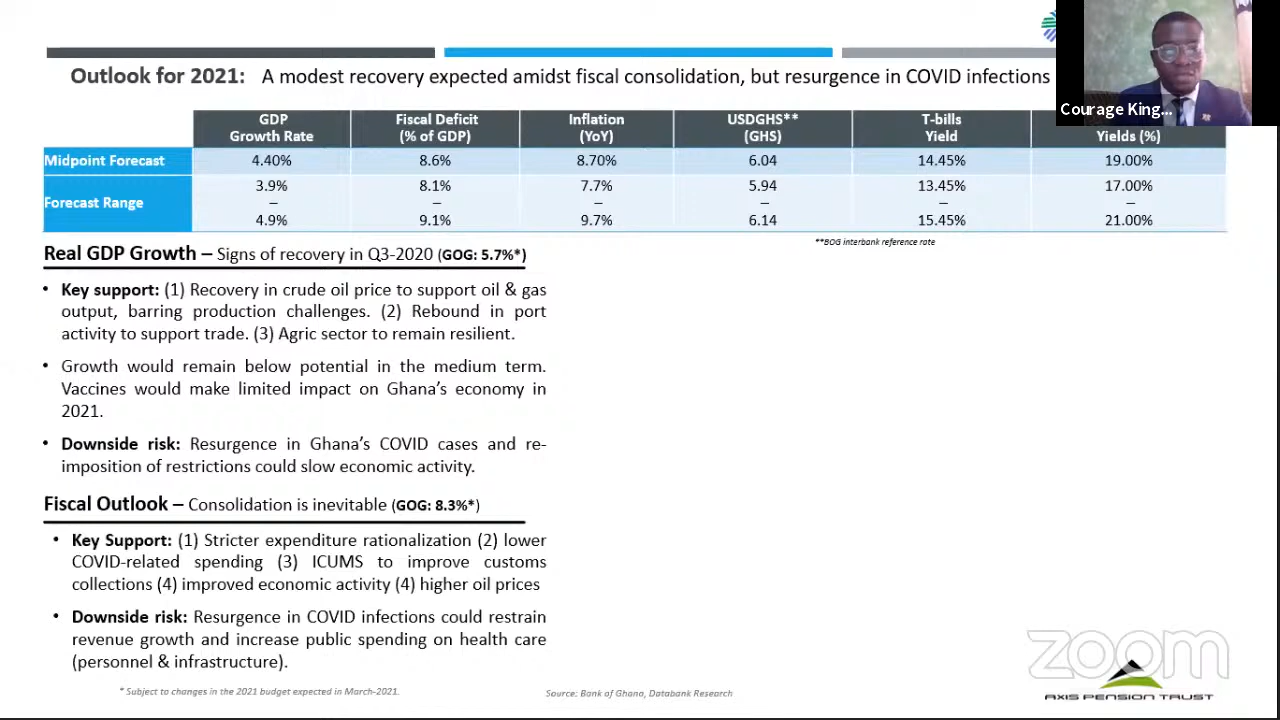 Courage King...
Outlook for 2021: A modest recovery expected amidst fiscal consolidation, but resurgence in COVID infections
GDP Growth Rate Fiscal Deficit (% of GDP) Inflation (YoY) USDGHS** (GHS) T-bills Yield Yields (%)
Midpoint Forecast 4.40% 8.6% 8.70% 6.04 14.45% 19.00%
Forecast Range 3.9% – 4.9% 8.1% – 9.1% 7.7% – 9.7% 5.94 – 6.14 13.45% – 15.45% 17.00% – 21.00%
**BOG interbank reference rate
Real GDP Growth – Signs of recovery in Q3-2020 (GOG: 5.7%*)
• Key support: (1) Recovery in crude oil price to support oil & gas
output, barring production challenges. (2) Rebound in port
activity to support trade. (3) Agric sector to remain resilient.
• Growth would remain below potential in the medium term.
Vaccines would make limited impact on Ghana's economy in
2021.
• Downside risk: Resurgence in Ghana's COVID cases and re-
imposition of restrictions could slow economic activity.
Fiscal Outlook – Consolidation is inevitable (GOG: 8.3%*)
• Key Support: (1) Stricter expenditure rationalization (2) lower
COVID-related spending (3) ICUMS to improve customs
collections (4) improved economic activity (4) higher oil prices
• Downside risk: Resurgence in COVID infections could restrain
revenue growth and increase public spending on health care
(personnel & infrastructure).
* Subject to changes in the 2021 budget expected in March-2021.
Source: Bank of Ghana, Databank Research
zoom
AXIS PENSION TRUST